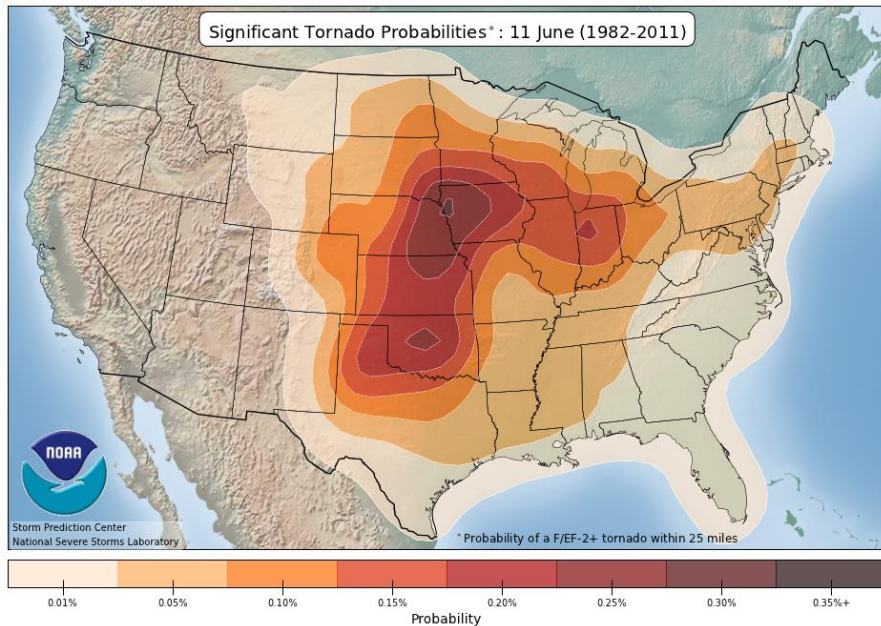 Significant Tornado Probabilities*: 11 June (1982-2011)
NOAA
Storm Prediction Center
National Severe Storms Laboratory
*Probability of a F/EF-2+ tornado within 25 miles
0.01% 0.05% 0.10% 0.15% 0.20% 0.25% 0.30% 0.35%+
Probability